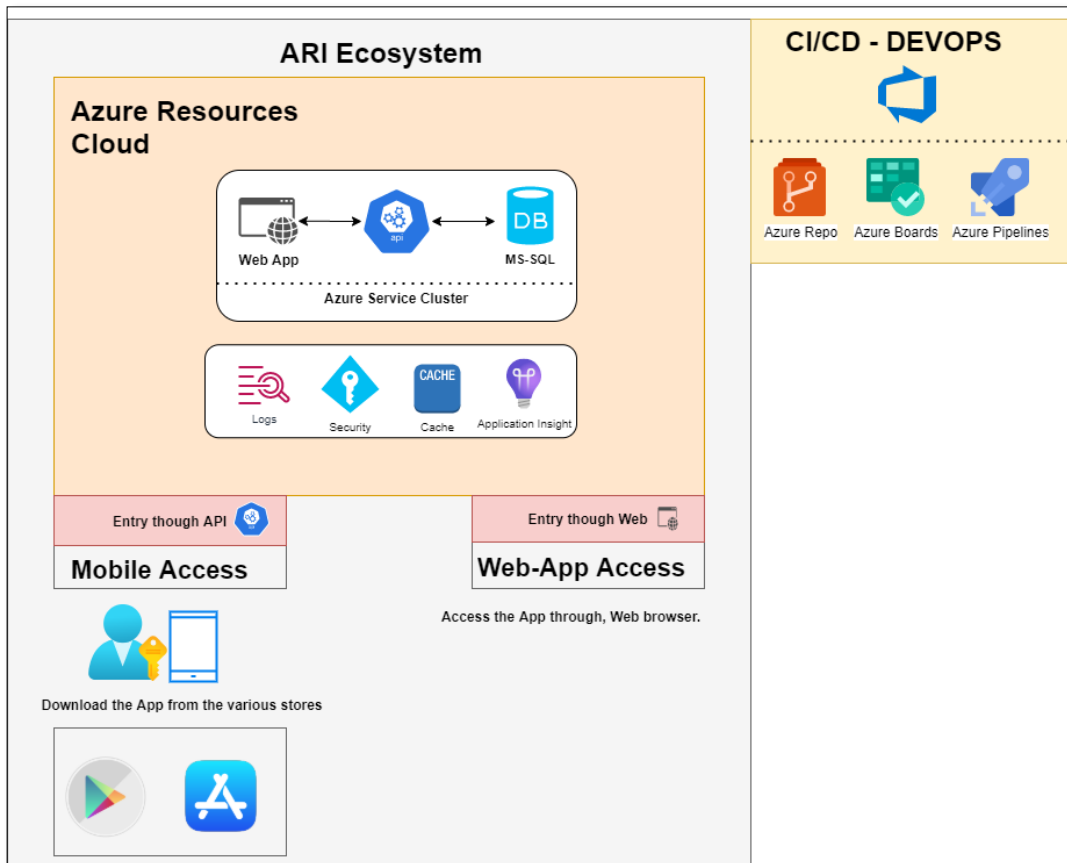 ARI Ecosystem
CI/CD - DEVOPS
Azure Resources
Cloud
Web App
api
DB
MS-SQL
Azure Service Cluster
Azure Repo
Azure Boards
Azure Pipelines
Logs
Security
CACHE
Cache
Application Insight
Entry though API
Entry though Web
Mobile Access
Web-App Access
Access the App through, Web browser.
Download the App from the various stores